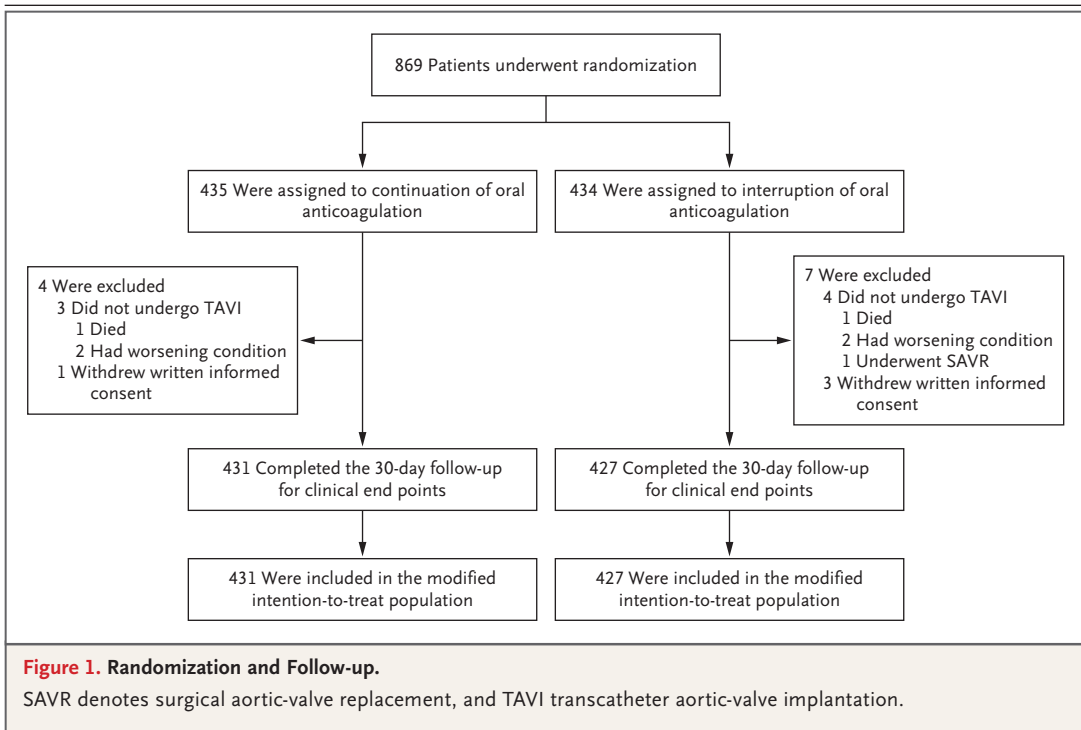 869 Patients underwent randomization
435 Were assigned to continuation of oral
anticoagulation
434 Were assigned to interruption of oral
anticoagulation
4 Were excluded
3 Did not undergo TAVI
1 Died
2 Had worsening condition
1 Withdrew written informed
consent
7 Were excluded
4 Did not undergo TAVI
1 Died
2 Had worsening condition
1 Underwent SAVR
3 Withdrew written informed
consent
431 Completed the 30-day follow-up
for clinical end points
427 Completed the 30-day follow-up
for clinical end points
431 Were included in the modified
intention-to-treat population
427 Were included in the modified
intention-to-treat population
Figure 1. Randomization and Follow-up.
SAVR denotes surgical aortic-valve replacement, and TAVI transcatheter aortic-valve implantation.